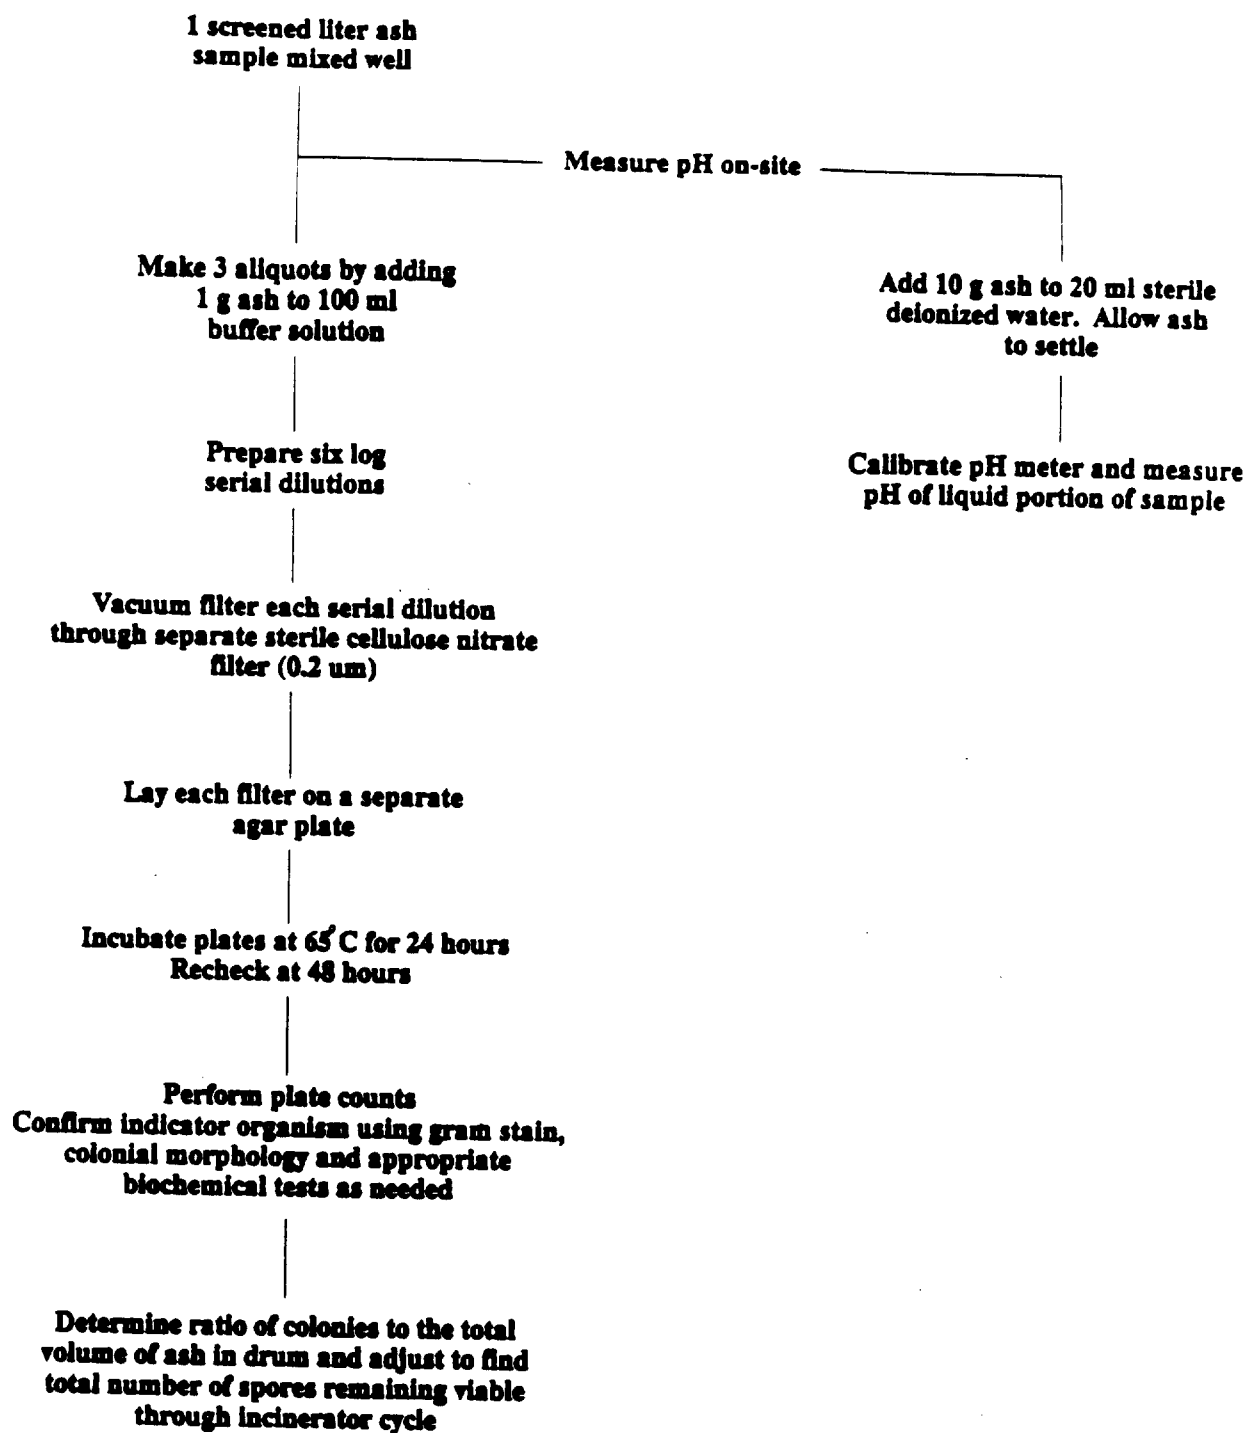 1 screened liter ash
sample mixed well
Measure pH on-site
Make 3 aliquots by adding
1 g ash to 100 ml
buffer solution
Add 10 g ash to 20 ml sterile
deionized water. Allow ash
to settle
Prepare six log
serial dilutions
Calibrate pH meter and measure
pH of liquid portion of sample
Vacuum filter each serial dilution
through separate sterile cellulose nitrate
filter (0.2 um)
Lay each filter on a separate
agar plate
Incubate plates at 65°C for 24 hours
Recheck at 48 hours
Perform plate counts
Confirm indicator organism using gram stain,
colonial morphology and appropriate
biochemical tests as needed
Determine ratio of colonies to the total
volume of ash in drum and adjust to find
total number of spores remaining viable
through incinerator cycle